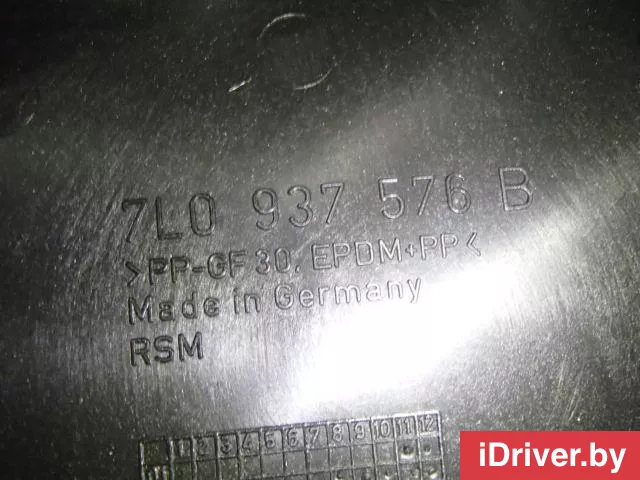 7L0 937 576 B
>PP-GF30, EPDM+PP<
Made in Germany
RSM
1 2 3 4 5 6 7 8 9 10 11 12
iDriver.by